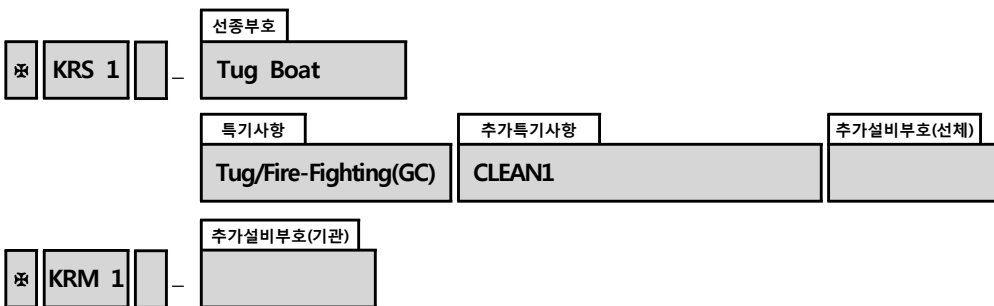 선종부호
✠ KRS 1 – Tug Boat
특기사항 추가특기사항 추가설비부호(선체)
Tug/Fire-Fighting(GC) CLEAN1
추가설비부호(기관)
✠ KRM 1 –